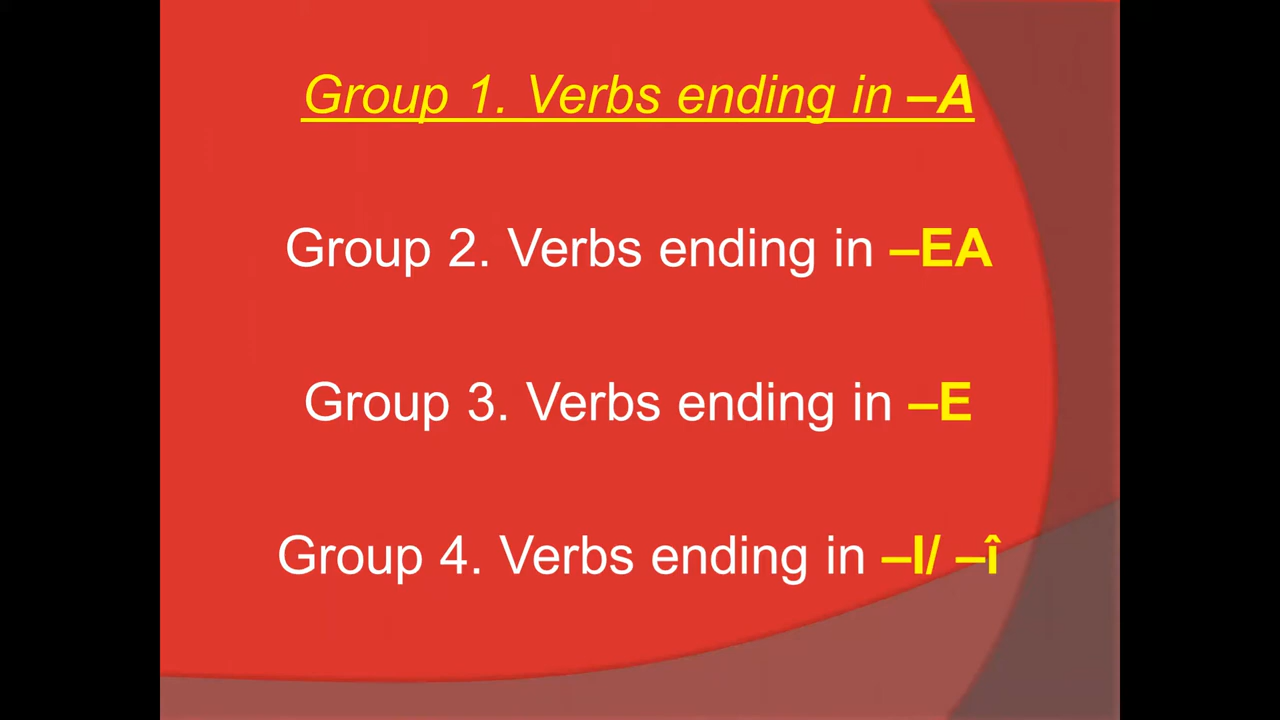 Group 1. Verbs ending in –A
Group 2. Verbs ending in –EA
Group 3. Verbs ending in –E
Group 4. Verbs ending in –I/ –î